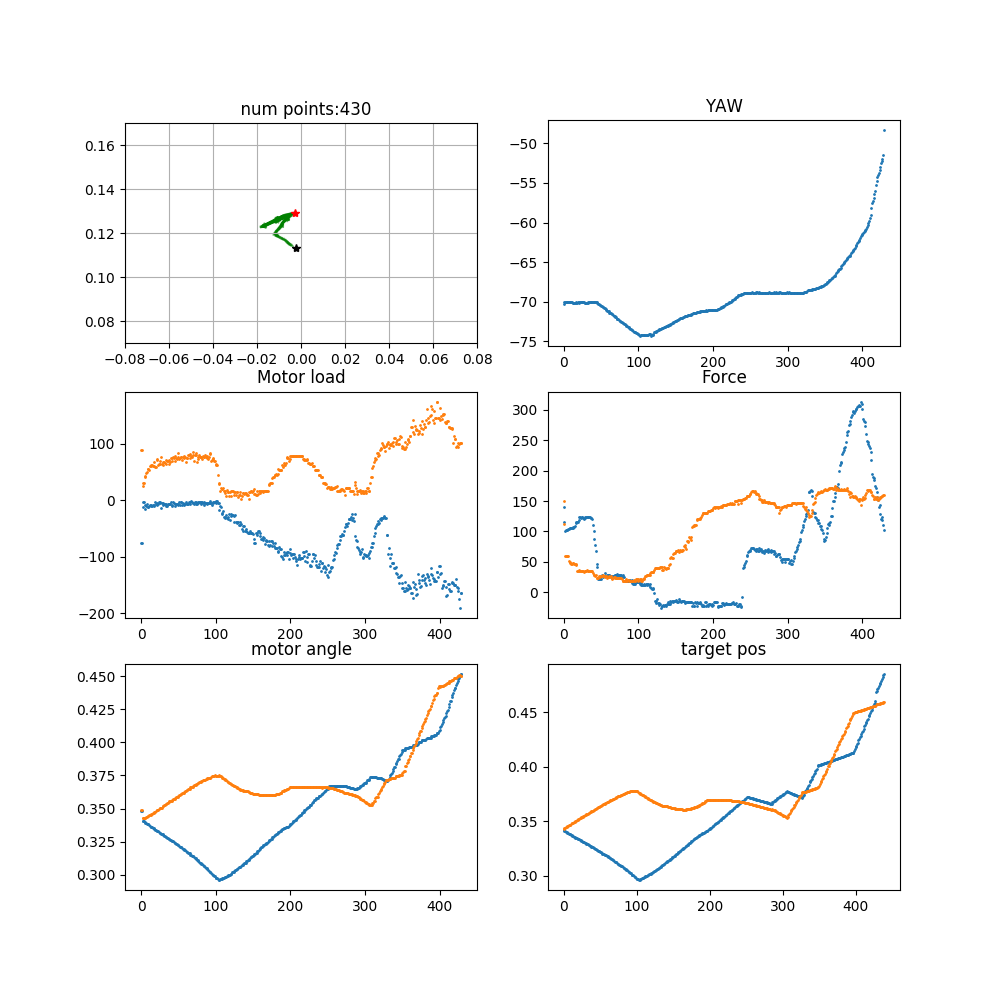 num points:430
YAW
0.16
0.14
0.12
0.10
0.08
−0.08 −0.06 −0.04 −0.02 0.00 0.02 0.04 0.06 0.08
−50
−55
−60
−65
−70
−75
0 100 200 300 400
Motor load
Force
100
0
−100
−200
0 100 200 300 400
300
250
200
150
100
50
0
0 100 200 300 400
motor angle
target pos
0.450
0.425
0.400
0.375
0.350
0.325
0.300
0 100 200 300 400
0.45
0.40
0.35
0.30
0 100 200 300 400